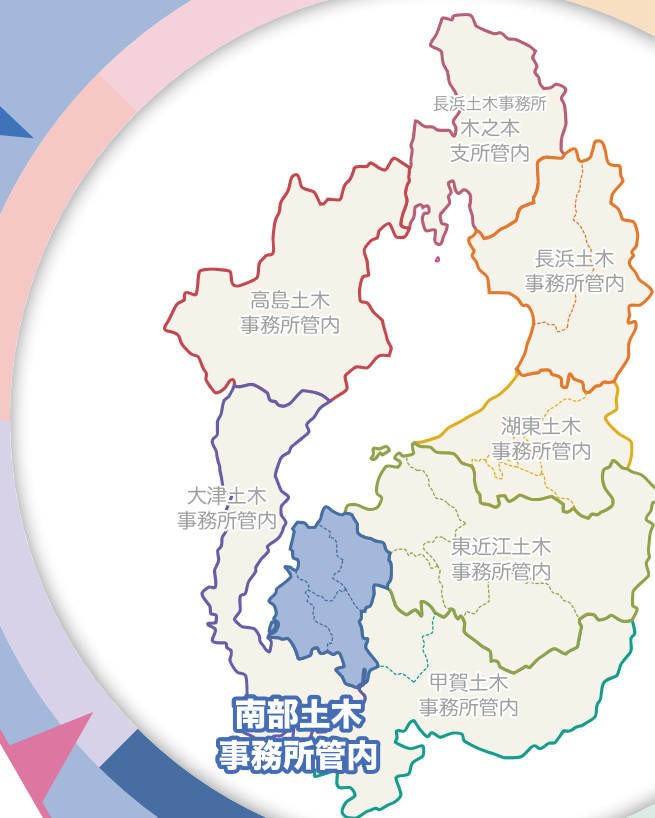 長浜土木事務所
木之本
支所管内
長浜土木
事務所管内
高島土木
事務所管内
湖東土木
事務所管内
大津土木
事務所管内
東近江土木
事務所管内
甲賀土木
事務所管内
南部土木
事務所管内